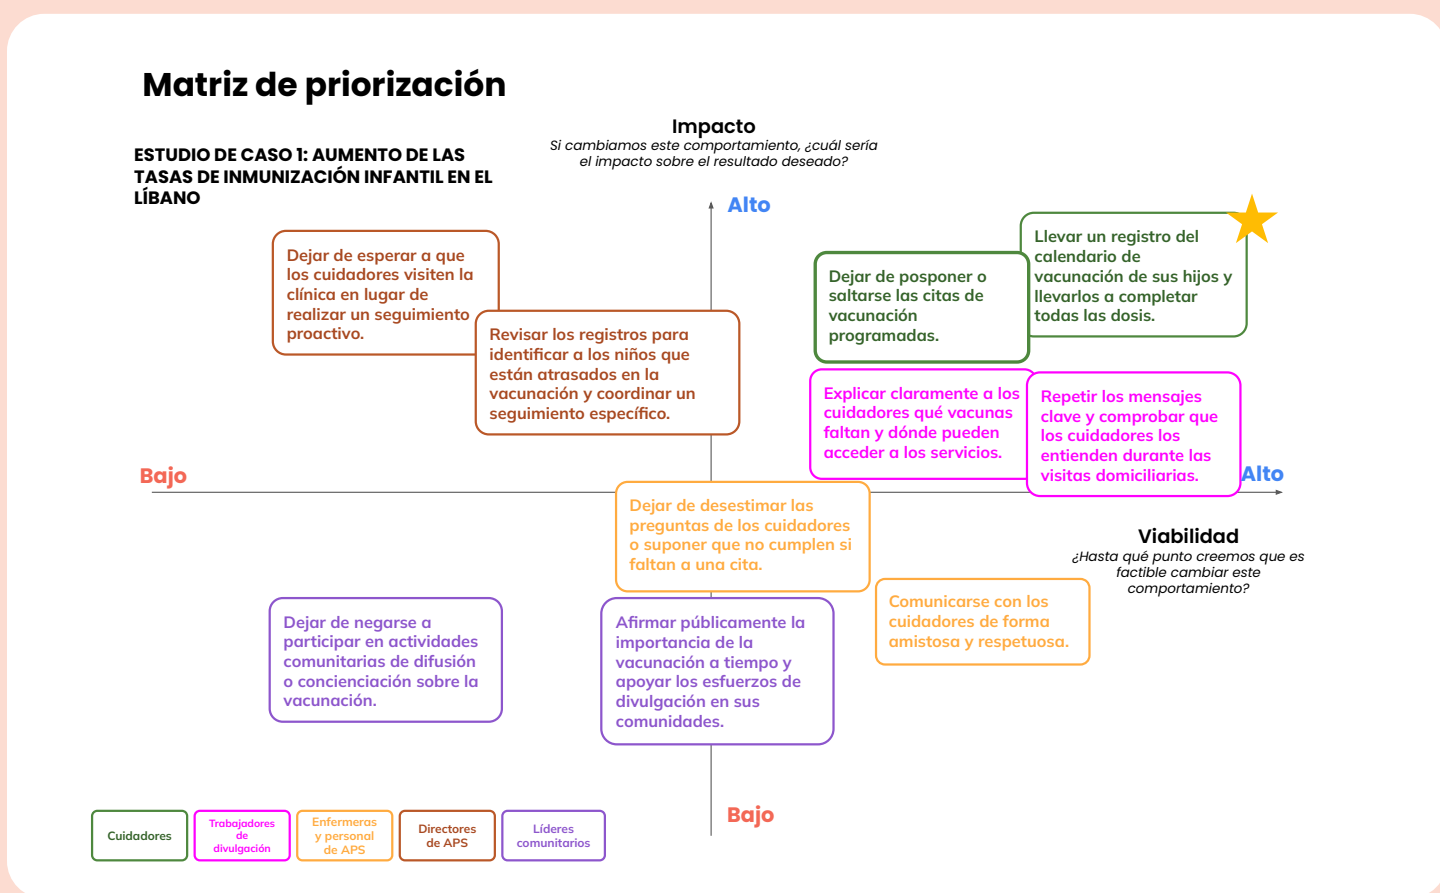 Matriz de priorización
ESTUDIO DE CASO 1: AUMENTO DE LAS
TASAS DE INMUNIZACIÓN INFANTIL EN EL
LÍBANO
Impacto
Si cambiamos este comportamiento, ¿cuál sería
el impacto sobre el resultado deseado?
Alto
Dejar de esperar a que
los cuidadores visiten la
clínica en lugar de
realizar un seguimiento
proactivo.
Revisar los registros para
identificar a los niños que
están atrasados en la
vacunación y coordinar un
seguimiento específico.
Dejar de posponer o
saltarse las citas de
vacunación
programadas.
Llevar un registro del
calendario de
vacunación de sus hijos y
llevarlos a completar
todas las dosis.
Explicar claramente a los
cuidadores qué vacunas
faltan y dónde pueden
acceder a los servicios.
Repetir los mensajes
clave y comprobar que
los cuidadores los
entienden durante las
visitas domiciliarias.
Bajo
Alto
Viabilidad
¿Hasta qué punto creemos que es
factible cambiar este
comportamiento?
Dejar de desestimar las
preguntas de los cuidadores
o suponer que no cumplen si
faltan a una cita.
Comunicarse con los
cuidadores de forma
amistosa y respetuosa.
Dejar de negarse a
participar en actividades
comunitarias de difusión
o concienciación sobre la
vacunación.
Afirmar públicamente la
importancia de la
vacunación a tiempo y
apoyar los esfuerzos de
divulgación en sus
comunidades.
Bajo
Cuidadores
Trabajadores
de
divulgación
Enfermeras
y personal
de APS
Directores
de APS
Líderes
comunitarios